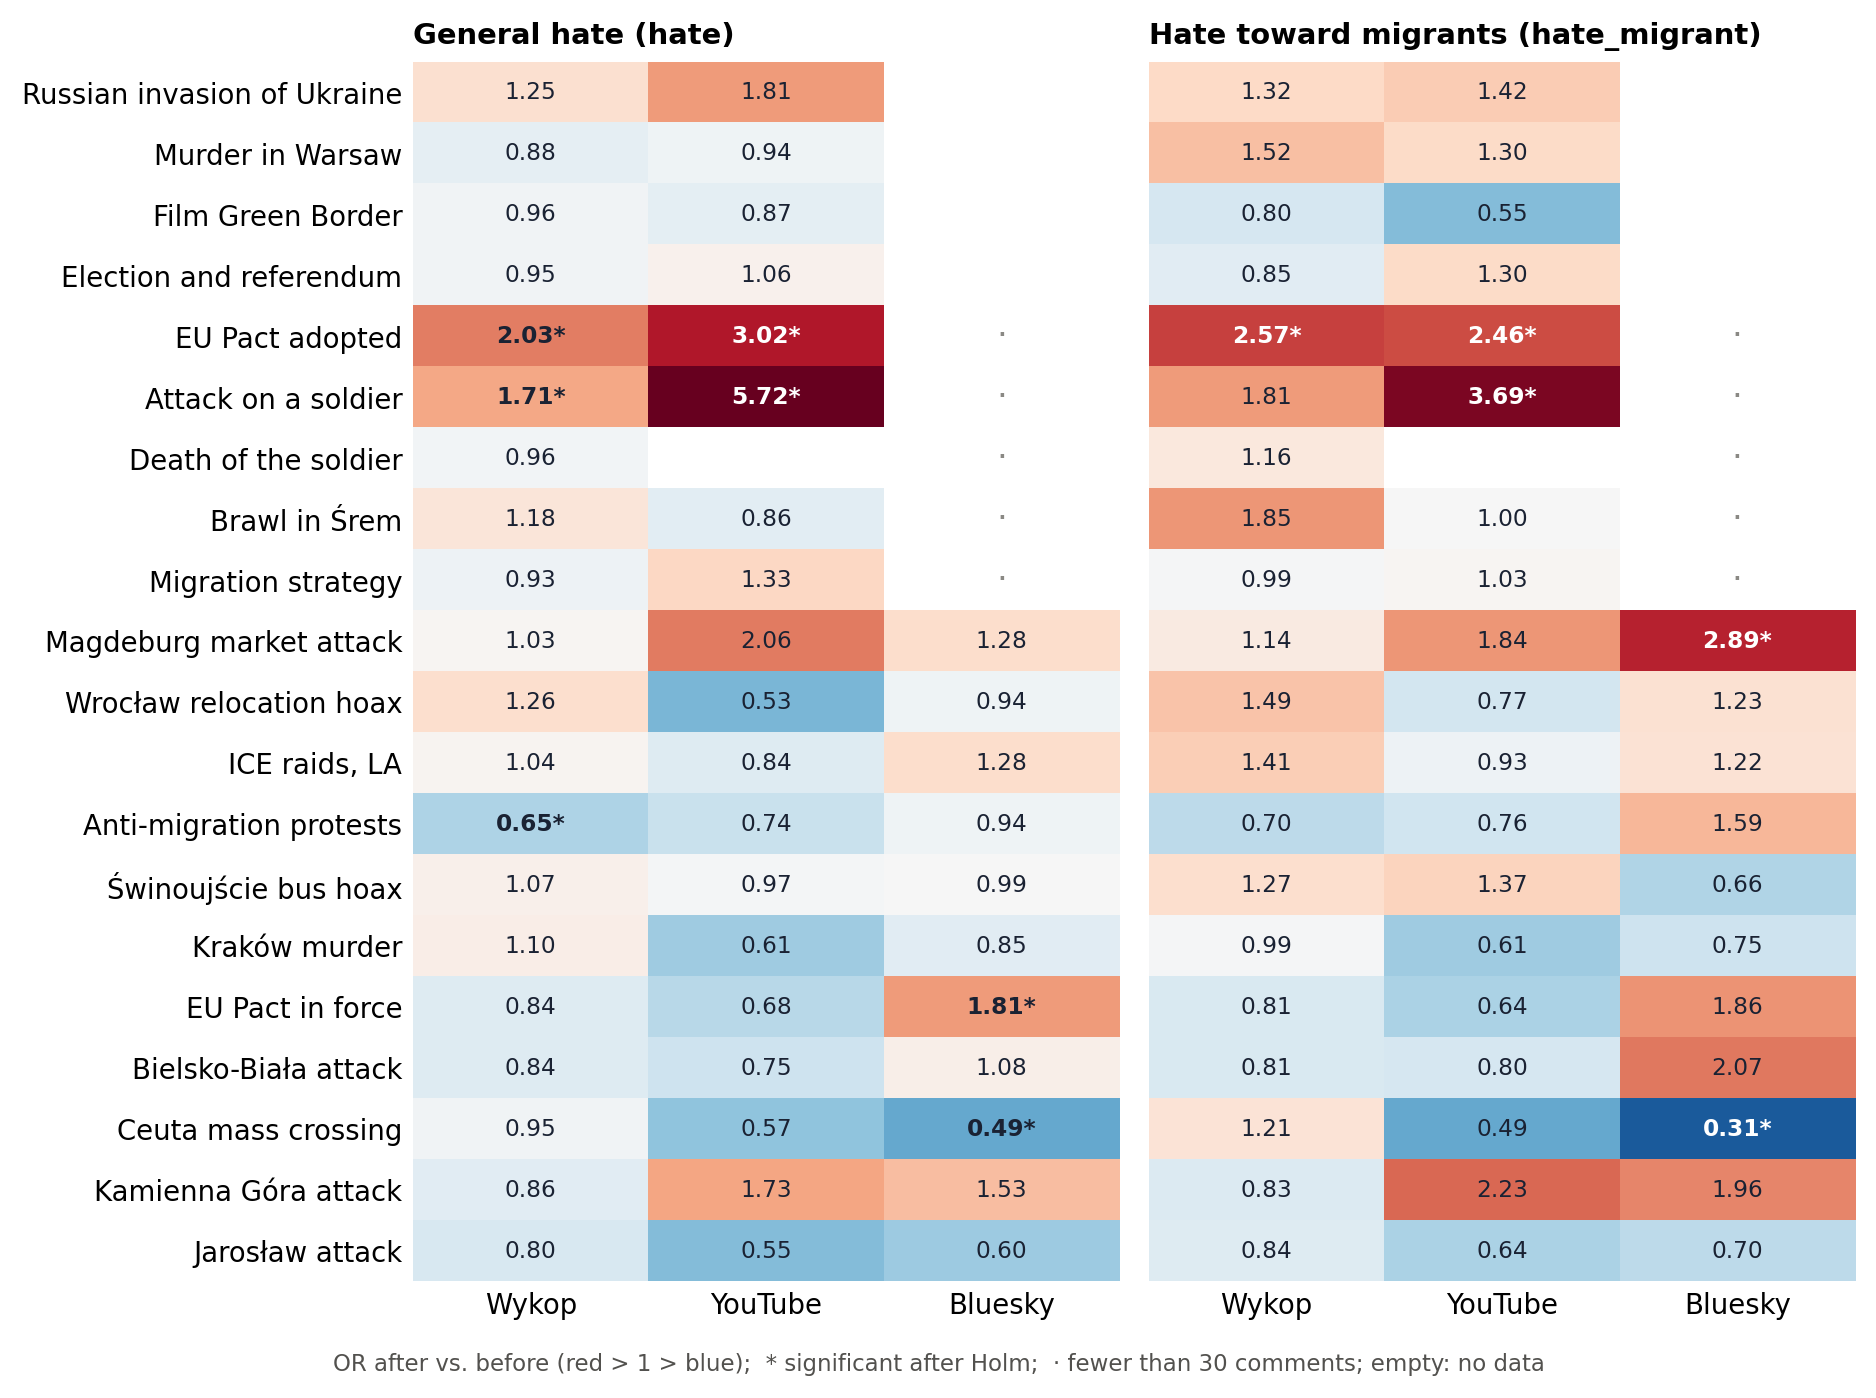 General hate (hate) Hate toward migrants (hate_migrant)
Russian invasion of Ukraine 1.25 1.81 1.32 1.42
Murder in Warsaw 0.88 0.94 1.52 1.30
Film Green Border 0.96 0.87 0.80 0.55
Election and referendum 0.95 1.06 0.85 1.30
EU Pact adopted 2.03* 3.02* · 2.57* 2.46* ·
Attack on a soldier 1.71* 5.72* · 1.81 3.69* ·
Death of the soldier 0.96 · 1.16 ·
Brawl in Śrem 1.18 0.86 · 1.85 1.00 ·
Migration strategy 0.93 1.33 · 0.99 1.03 ·
Magdeburg market attack 1.03 2.06 1.28 1.14 1.84 2.89*
Wrocław relocation hoax 1.26 0.53 0.94 1.49 0.77 1.23
ICE raids, LA 1.04 0.84 1.28 1.41 0.93 1.22
Anti-migration protests 0.65* 0.74 0.94 0.70 0.76 1.59
Świnoujście bus hoax 1.07 0.97 0.99 1.27 1.37 0.66
Kraków murder 1.10 0.61 0.85 0.99 0.61 0.75
EU Pact in force 0.84 0.68 1.81* 0.81 0.64 1.86
Bielsko-Biała attack 0.84 0.75 1.08 0.81 0.80 2.07
Ceuta mass crossing 0.95 0.57 0.49* 1.21 0.49 0.31*
Kamienna Góra attack 0.86 1.73 1.53 0.83 2.23 1.96
Jarosław attack 0.80 0.55 0.60 0.84 0.64 0.70
Wykop YouTube Bluesky Wykop YouTube Bluesky
OR after vs. before (red > 1 > blue); * significant after Holm; · fewer than 30 comments; empty: no data